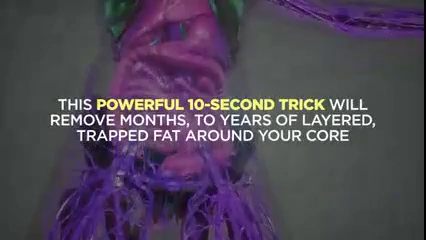 THIS POWERFUL 10-SECOND TRICK WILL
REMOVE MONTHS, TO YEARS OF LAYERED,
TRAPPED FAT AROUND YOUR CORE